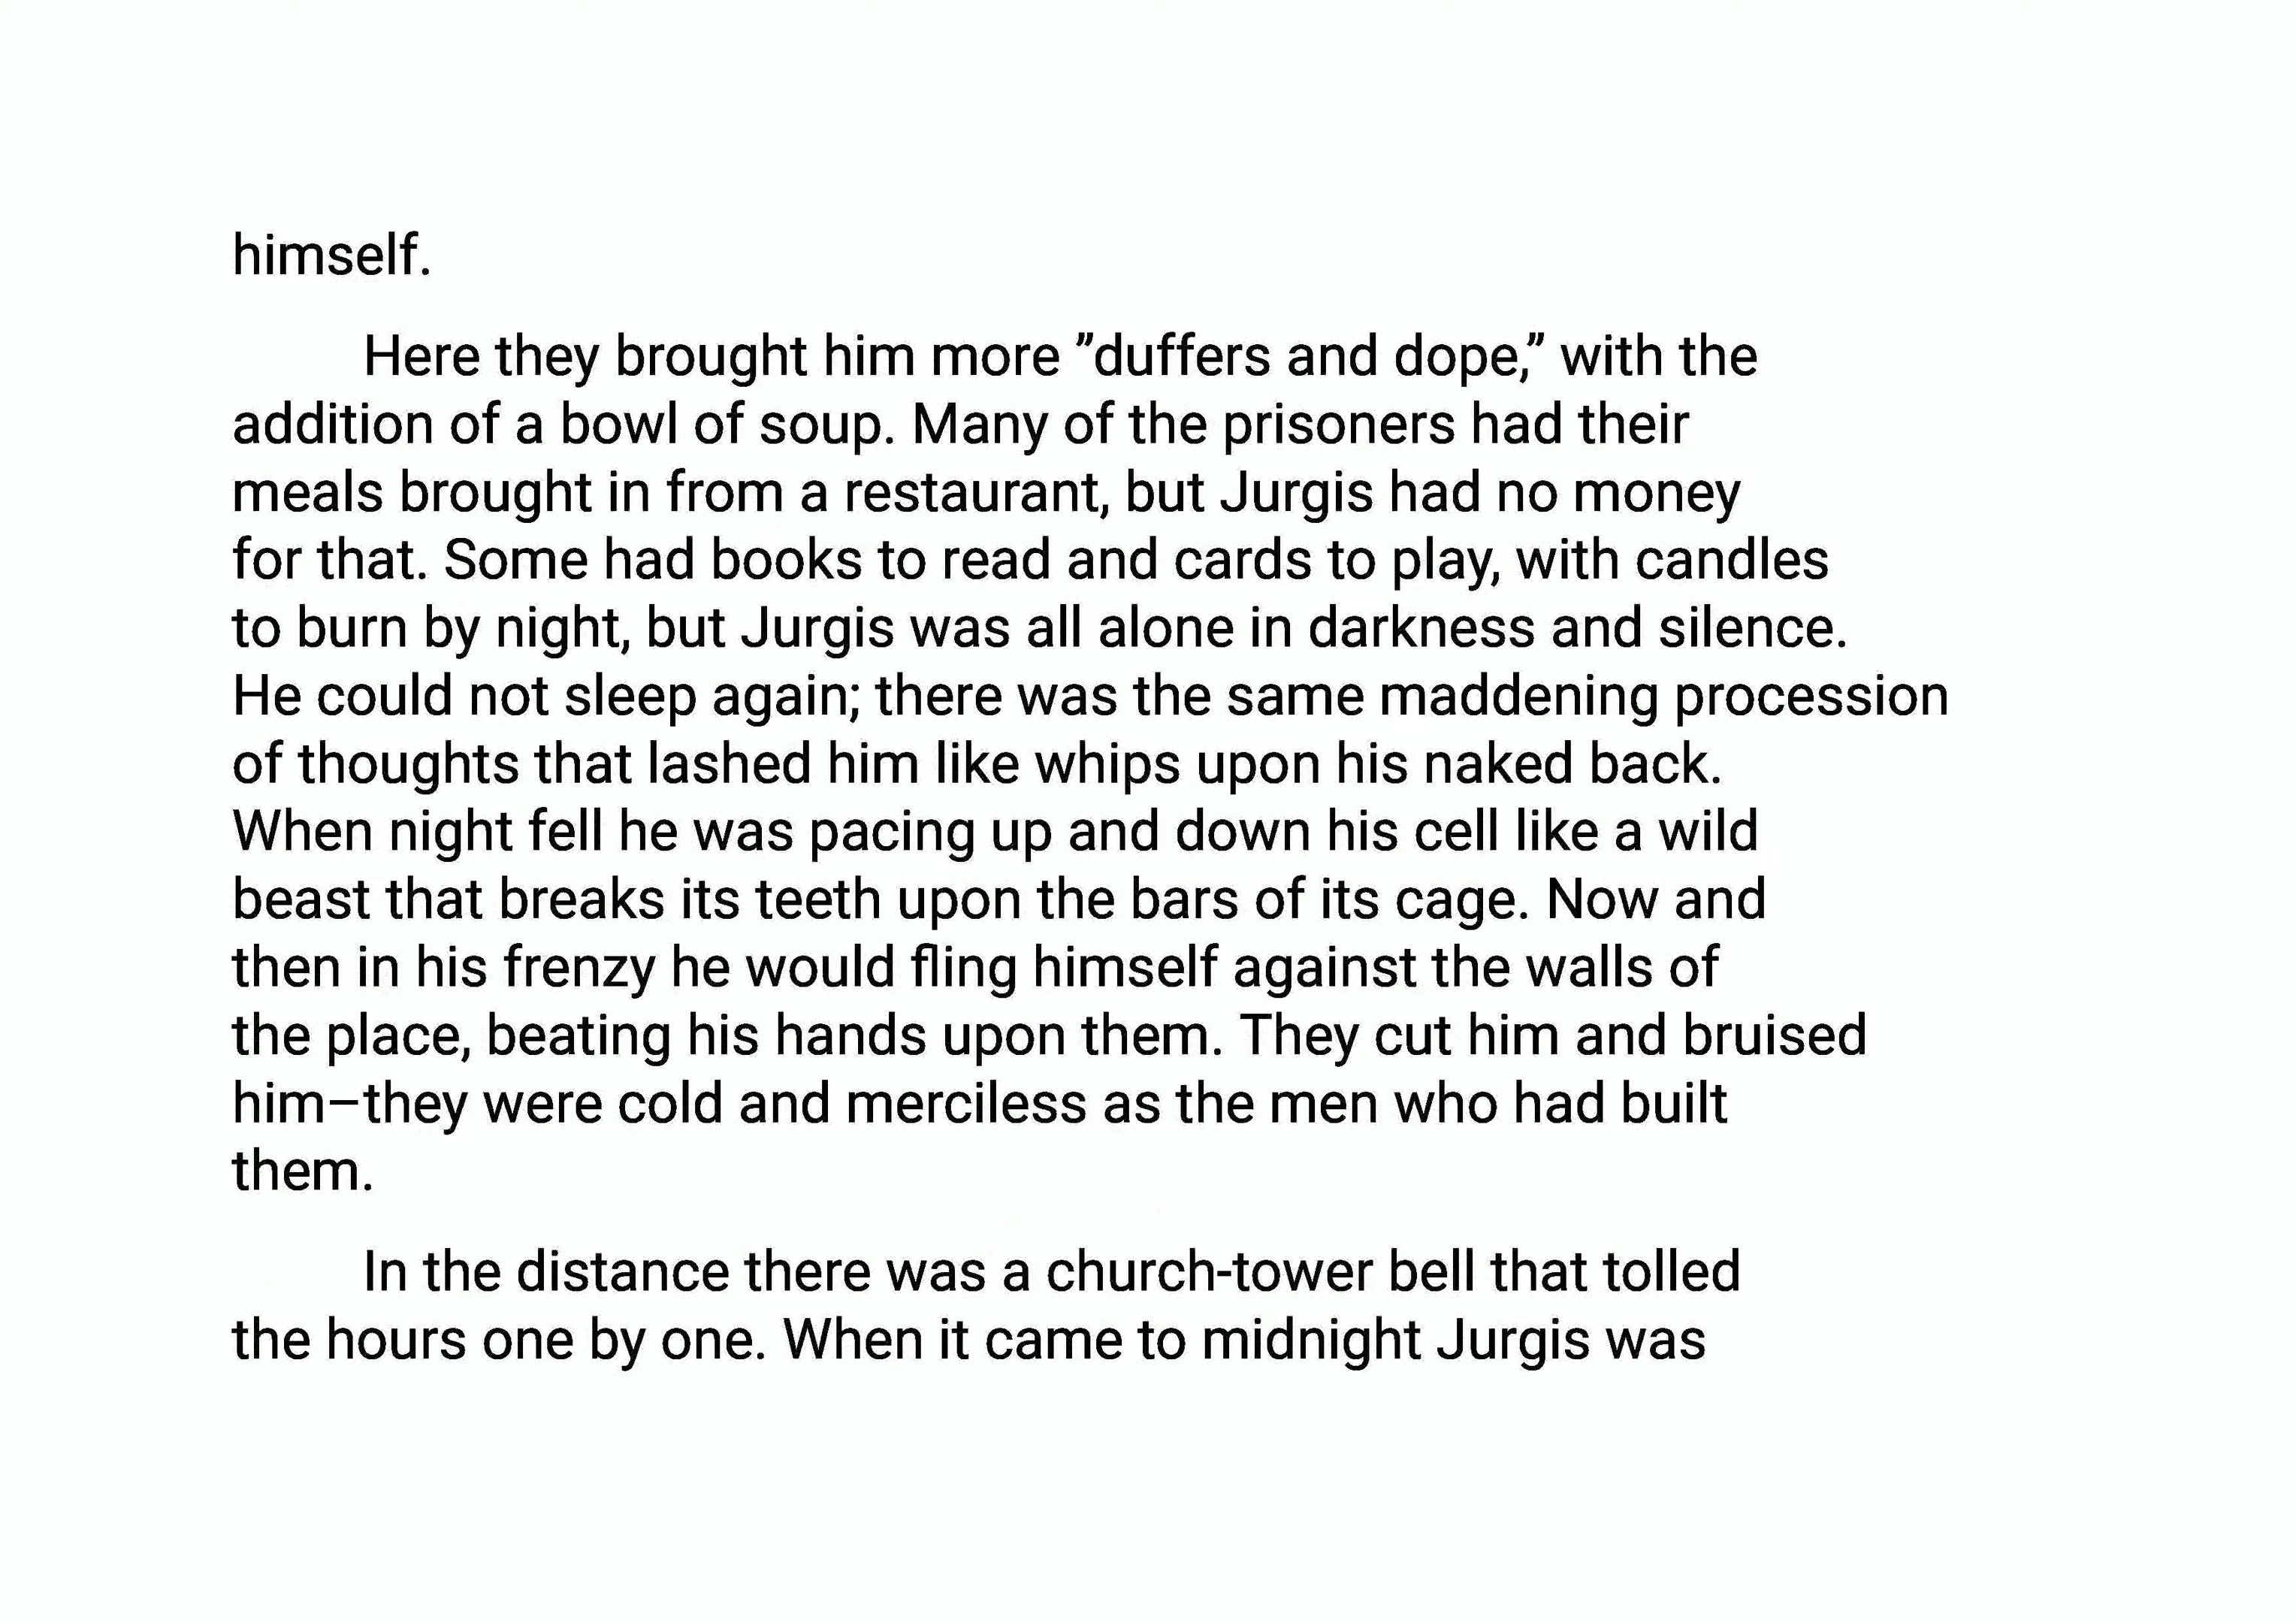 himself.
Here they brought him more ”duffers and dope,” with the
addition of a bowl of soup. Many of the prisoners had their
meals brought in from a restaurant, but Jurgis had no money
for that. Some had books to read and cards to play, with candles
to burn by night, but Jurgis was all alone in darkness and silence.
He could not sleep again; there was the same maddening procession
of thoughts that lashed him like whips upon his naked back.
When night fell he was pacing up and down his cell like a wild
beast that breaks its teeth upon the bars of its cage. Now and
then in his frenzy he would fling himself against the walls of
the place, beating his hands upon them. They cut him and bruised
him–they were cold and merciless as the men who had built
them.
In the distance there was a church-tower bell that tolled
the hours one by one. When it came to midnight Jurgis was